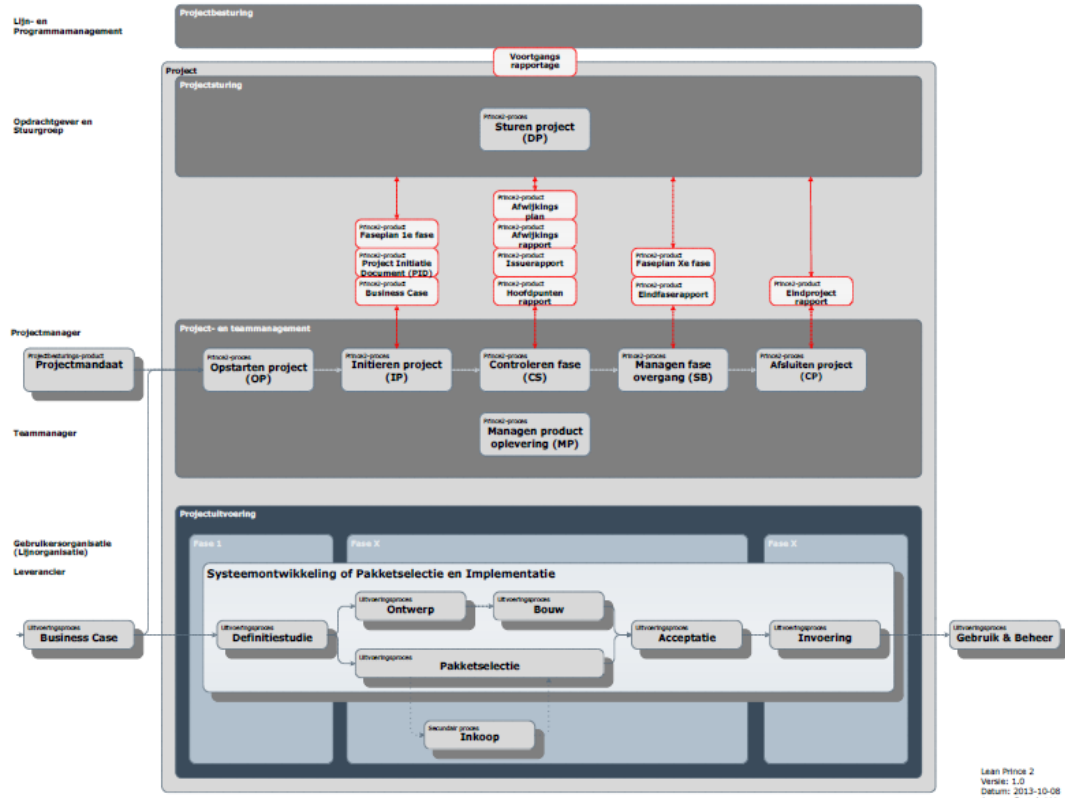 Projectbesturing
Lijn- en
Programmamanagement
Voortgangs
rapportage
Project
Projectsturing
Opdrachtgever en
Stuurgroep
Prince2-proces
Sturen project
(DP)
Prince2-product
Afwijkings
plan
Prince2-product
Faseplan 1e fase
Prince2-product
Afwijkings
rapport
Prince2-product
Project Initiatie
Document (PID)
Prince2-product
Issuerapport
Prince2-product
Faseplan Xe fase
Prince2-product
Business Case
Prince2-product
Hoofdpunten
rapport
Prince2-product
Eindfaserapport
Prince2-product
Eindproject
rapport
Projectmanager
Project- en teammanagement
Projectbesturings-product
Projectmandaat
Prince2-proces
Opstarten project
(OP)
Prince2-proces
Initieren project
(IP)
Prince2-proces
Controleren fase
(CS)
Prince2-proces
Managen fase
overgang (SB)
Prince2-proces
Afsluiten project
(CP)
Teammanager
Prince2-proces
Managen product
oplevering (MP)
Projectuitvoering
Gebruikersorganisatie
(Lijnorganisatie)
Fase 1
Fase X
Fase X
Leverancier
Systeemontwikkeling of Pakketselectie en Implementatie
Uitvoeringsproces
Ontwerp
Uitvoeringsproces
Bouw
Uitvoeringsproces
Business Case
Uitvoeringsproces
Definitiestudie
Uitvoeringsproces
Pakketselectie
Uitvoeringsproces
Acceptatie
Uitvoeringsproces
Invoering
Uitvoeringsproces
Gebruik & Beheer
Secundair proces
Inkoop
Lean Prince 2
Versie: 1.0
Datum: 2013-10-08